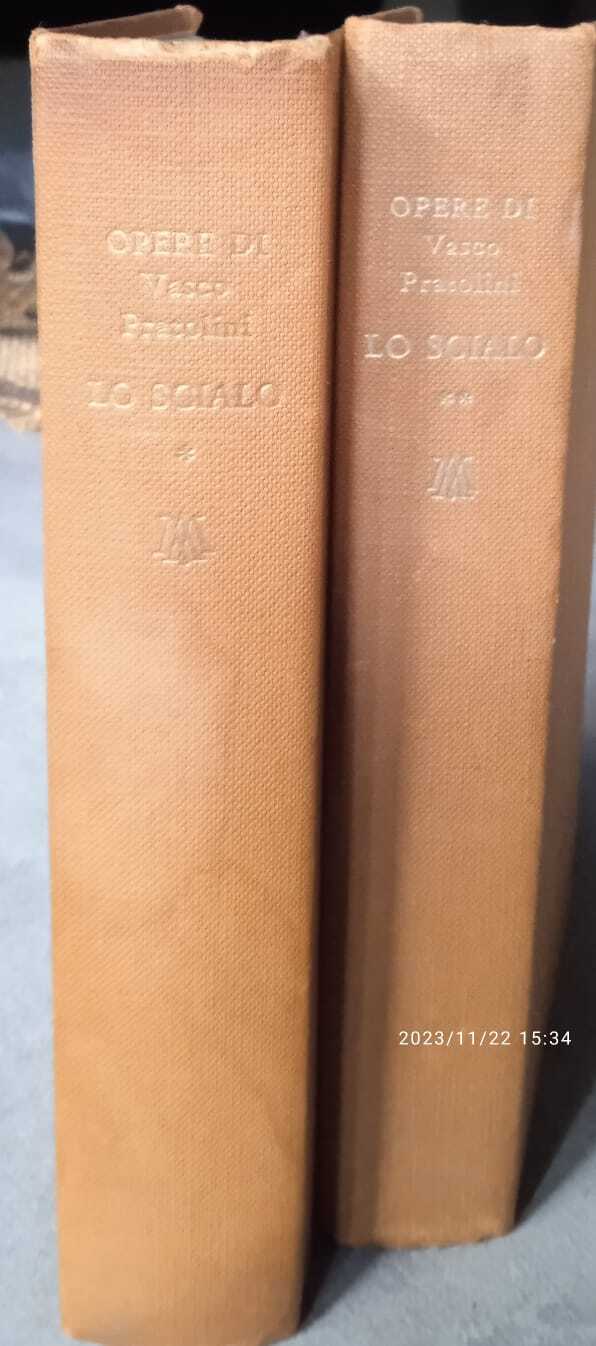 OPERE DI
Vasco
Pratolini
LO SCIALO
*
OPERE DI
Vasco
Pratolini
LO SCIALO
**
2023/11/22 15:34